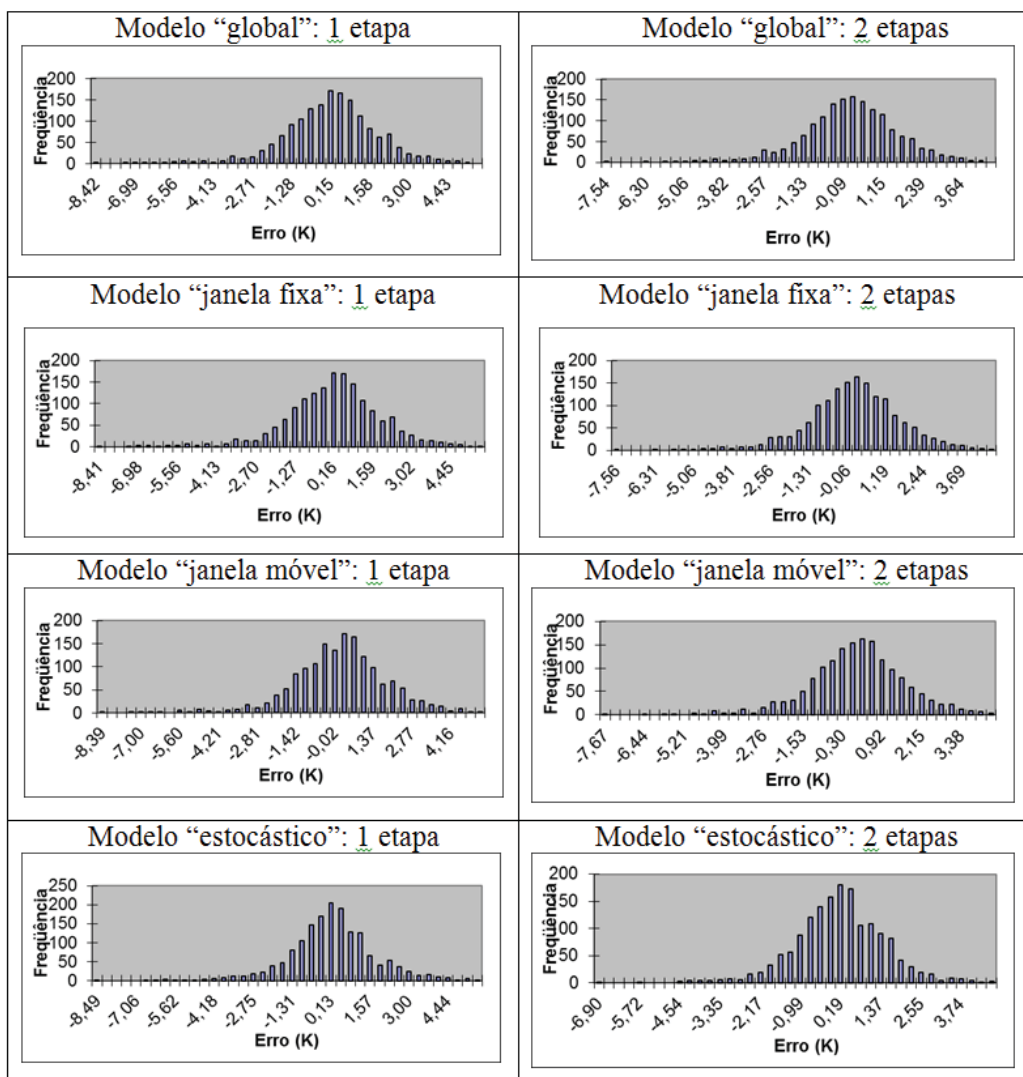 Modelo “global”: 1 etapa
Freqüência
200
150
100
50
0
-8,42 -6,99 -5,56 -4,13 -2,71 -1,28 0,15 1,58 3,00 4,43
Erro (K)
Modelo “global”: 2 etapas
Freqüência
200
150
100
50
0
-7,54 -6,30 -5,06 -3,82 -2,57 -1,33 -0,09 1,15 2,39 3,64
Erro (K)
Modelo “janela fixa”: 1 etapa
Freqüência
200
150
100
50
0
-8,41 -6,98 -5,56 -4,13 -2,70 -1,27 0,16 1,59 3,02 4,45
Erro (K)
Modelo “janela fixa”: 2 etapas
Freqüência
200
150
100
50
0
-7,56 -6,31 -5,06 -3,81 -2,56 -1,31 -0,06 1,19 2,44 3,69
Erro (K)
Modelo “janela móvel”: 1 etapa
Freqüência
200
150
100
50
0
-8,39 -7,00 -5,60 -4,21 -2,81 -1,42 -0,02 1,37 2,77 4,16
Erro (K)
Modelo “janela móvel”: 2 etapas
Freqüência
200
150
100
50
0
-7,67 -6,44 -5,21 -3,99 -2,76 -1,53 -0,30 0,92 2,15 3,38
Erro (K)
Modelo “estocástico”: 1 etapa
Freqüência
250
200
150
100
50
0
-8,49 -7,06 -5,62 -4,18 -2,75 -1,31 0,13 1,57 3,00 4,44
Erro (K)
Modelo “estocástico”: 2 etapas
Freqüência
200
150
100
50
0
-6,90 -5,72 -4,54 -3,35 -2,17 -0,99 0,19 1,37 2,55 3,74
Erro (K)